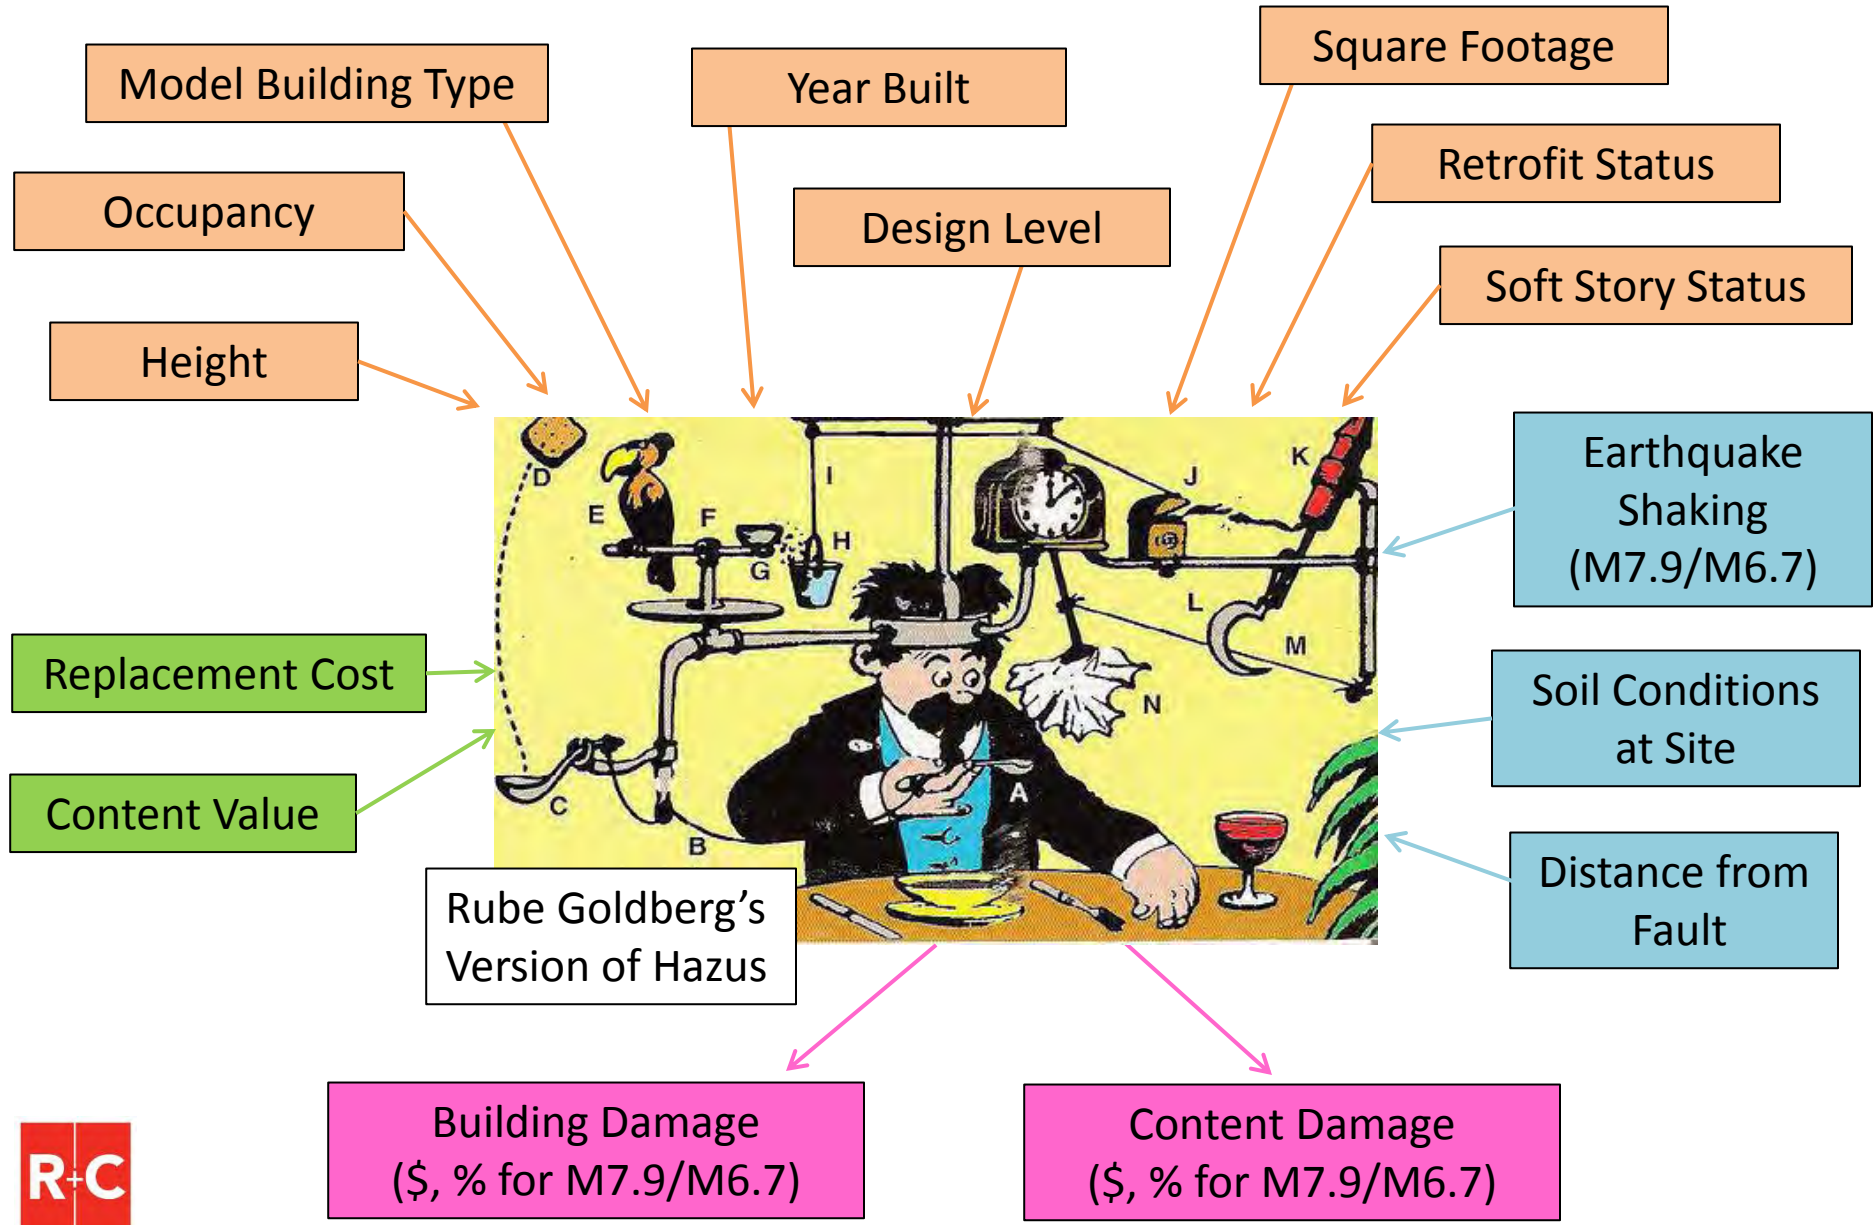 Square Footage
Model Building Type
Year Built
Retrofit Status
Occupancy
Design Level
Soft Story Status
Height
Earthquake
Shaking
(M7.9/M6.7)
D
E
F
G
H
I
J
K
L
M
N
A
B
C
Replacement Cost
Soil Conditions
at Site
Content Value
Distance from
Fault
Rube Goldberg’s
Version of Hazus
Building Damage
($, % for M7.9/M6.7)
Content Damage
($, % for M7.9/M6.7)
R+C